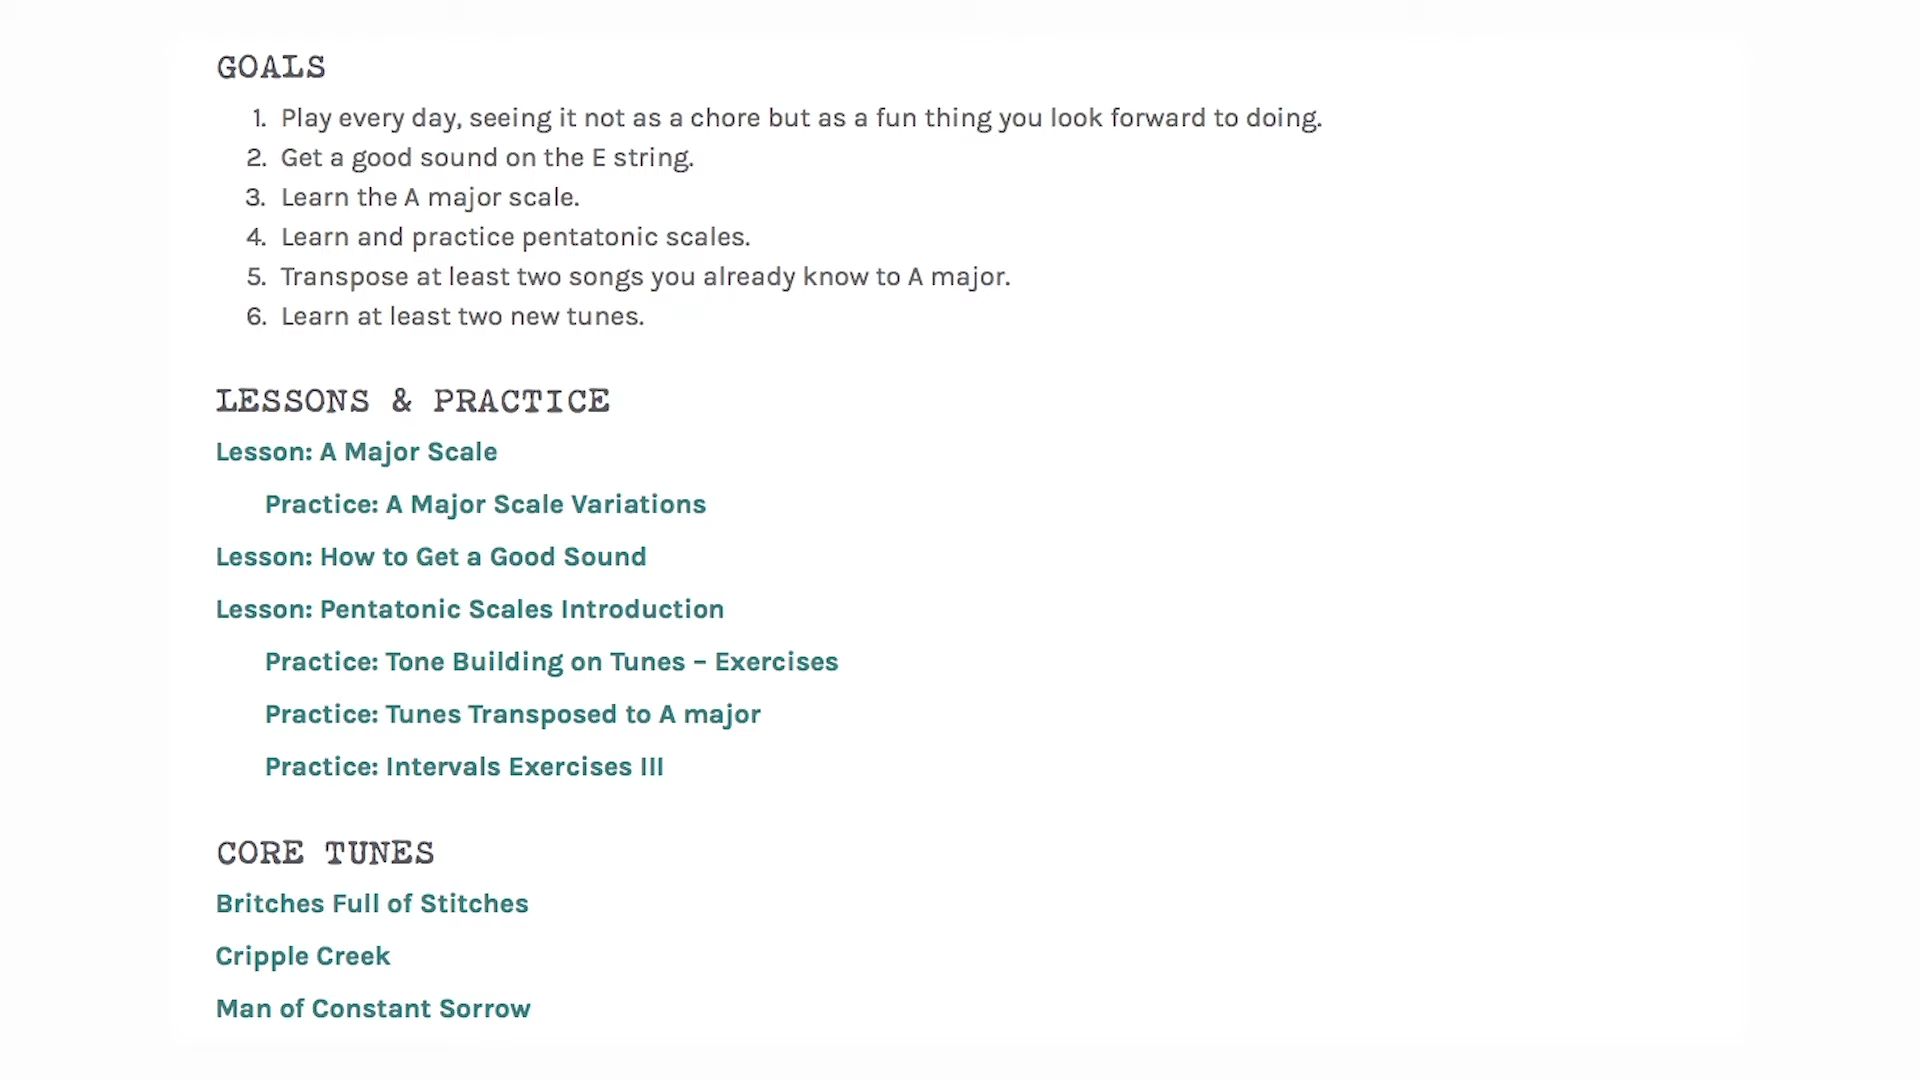 GOALS
1. Play every day, seeing it not as a chore but as a fun thing you look forward to doing.
2. Get a good sound on the E string.
3. Learn the A major scale.
4. Learn and practice pentatonic scales.
5. Transpose at least two songs you already know to A major.
6. Learn at least two new tunes.
LESSONS & PRACTICE
Lesson: A Major Scale
Practice: A Major Scale Variations
Lesson: How to Get a Good Sound
Lesson: Pentatonic Scales Introduction
Practice: Tone Building on Tunes – Exercises
Practice: Tunes Transposed to A major
Practice: Intervals Exercises III
CORE TUNES
Britches Full of Stitches
Cripple Creek
Man of Constant Sorrow